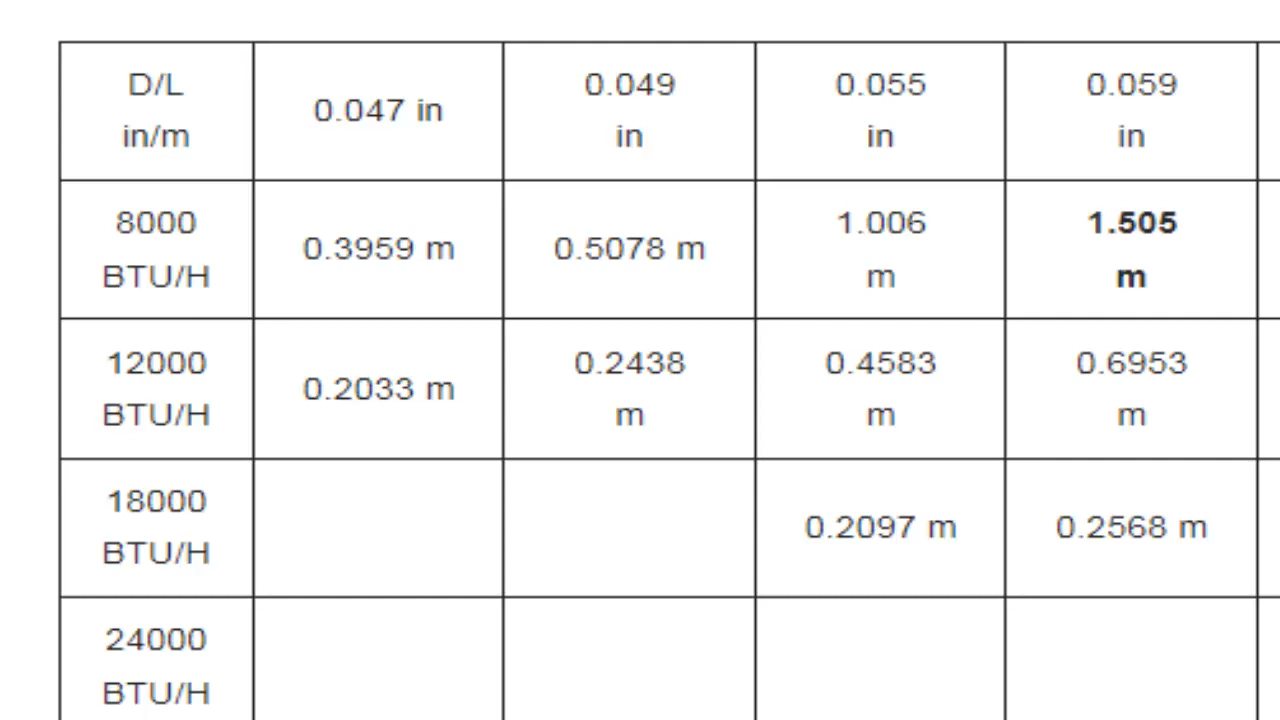 D/L
in/m
0.047 in
0.049
in
0.055
in
0.059
in
8000
BTU/H
0.3959 m
0.5078 m
1.006
m
1.505
m
12000
BTU/H
0.2033 m
0.2438
m
0.4583
m
0.6953
m
18000
BTU/H
0.2097 m
0.2568 m
24000
BTU/H